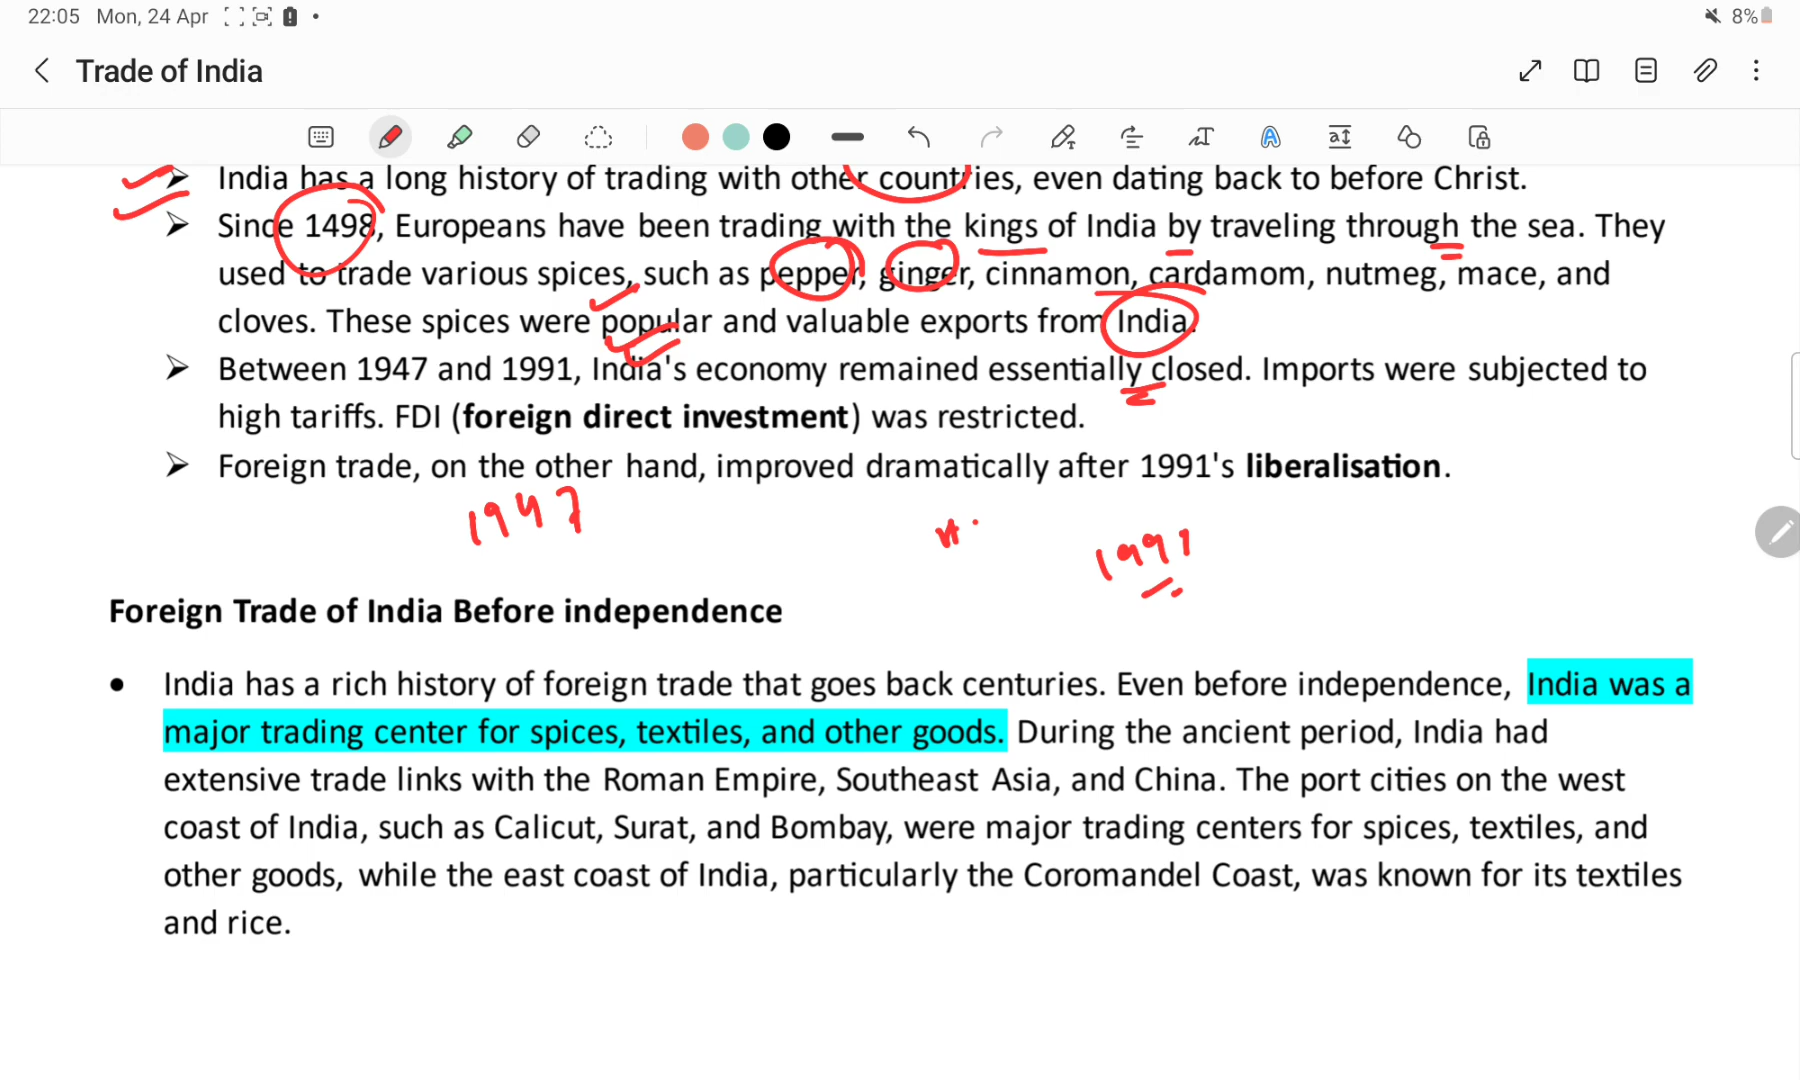 22:05 Mon, 24 Apr 8%
Trade of India
India has a long history of trading with other countries, even dating back to before Christ.
Since 1498, Europeans have been trading with the kings of India by traveling through the sea. They
used to trade various spices, such as pepper, ginger, cinnamon, cardamom, nutmeg, mace, and
cloves. These spices were popular and valuable exports from India.
Between 1947 and 1991, India's economy remained essentially closed. Imports were subjected to
high tariffs. FDI (foreign direct investment) was restricted.
Foreign trade, on the other hand, improved dramatically after 1991's liberalisation.
1947
1991
Foreign Trade of India Before independence
India has a rich history of foreign trade that goes back centuries. Even before independence, India was a
major trading center for spices, textiles, and other goods. During the ancient period, India had
extensive trade links with the Roman Empire, Southeast Asia, and China. The port cities on the west
coast of India, such as Calicut, Surat, and Bombay, were major trading centers for spices, textiles, and
other goods, while the east coast of India, particularly the Coromandel Coast, was known for its textiles
and rice.